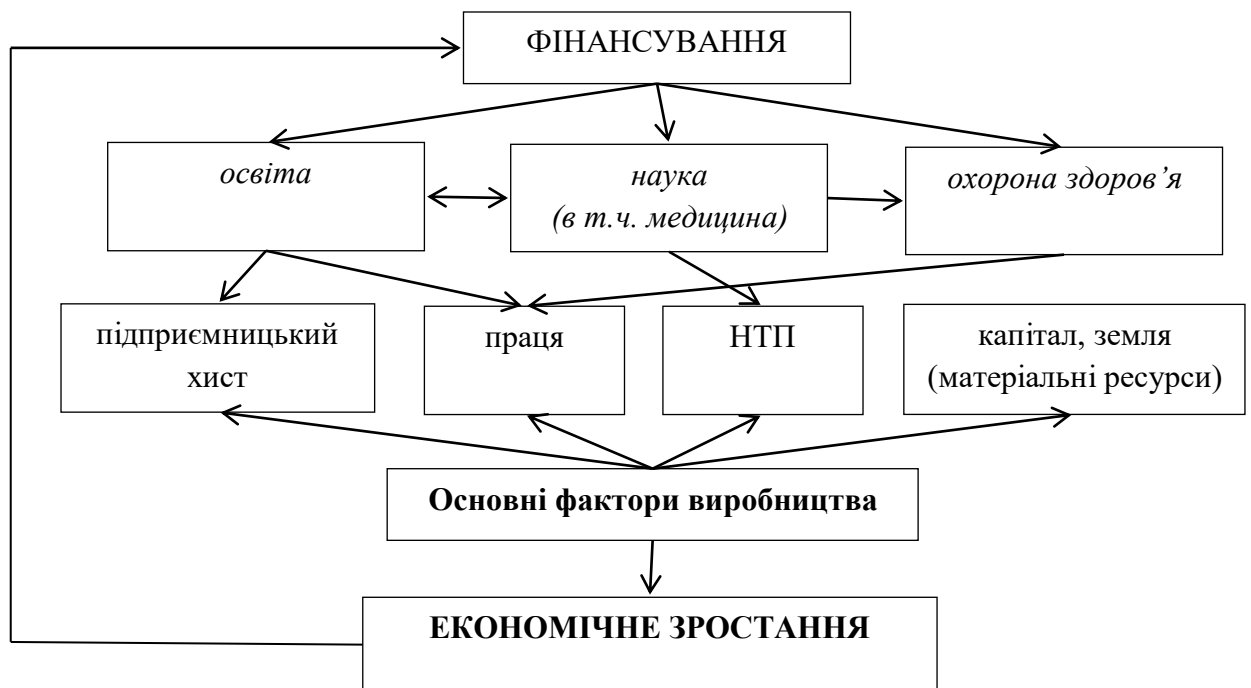 ФІНАНСУВАННЯ
освіта
наука
(в т.ч. медицина)
охорона здоров’я
підприємницький
хист
праця
НТП
капітал, земля
(матеріальні ресурси)
Основні фактори виробництва
ЕКОНОМІЧНЕ ЗРОСТАННЯ